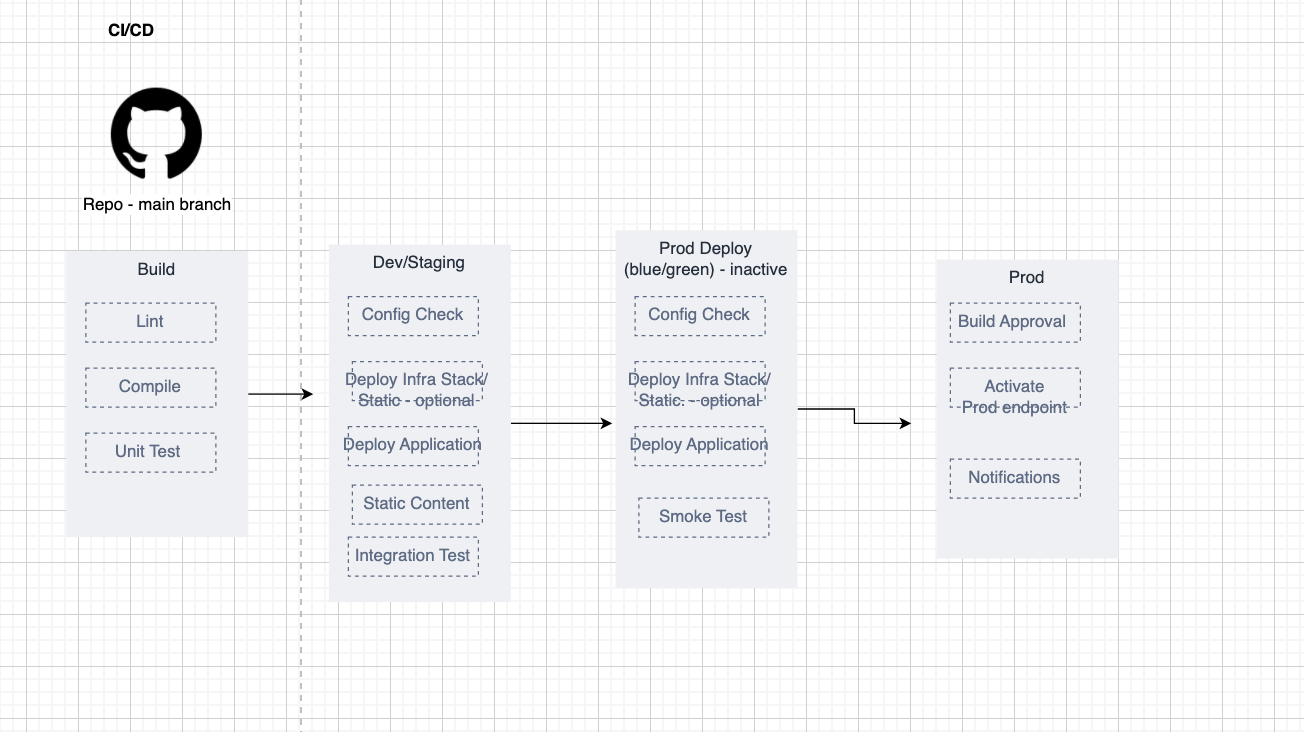 CI/CD
Repo - main branch
Build
Lint
Compile
Unit Test
Dev/Staging
Config Check
Deploy Infra Stack/
Static - optional
Deploy Application
Static Content
Integration Test
Prod Deploy
(blue/green) - inactive
Config Check
Deploy Infra Stack/
Static. - optional
Deploy Application
Smoke Test
Prod
Build Approval
Activate
Prod endpoint
Notifications